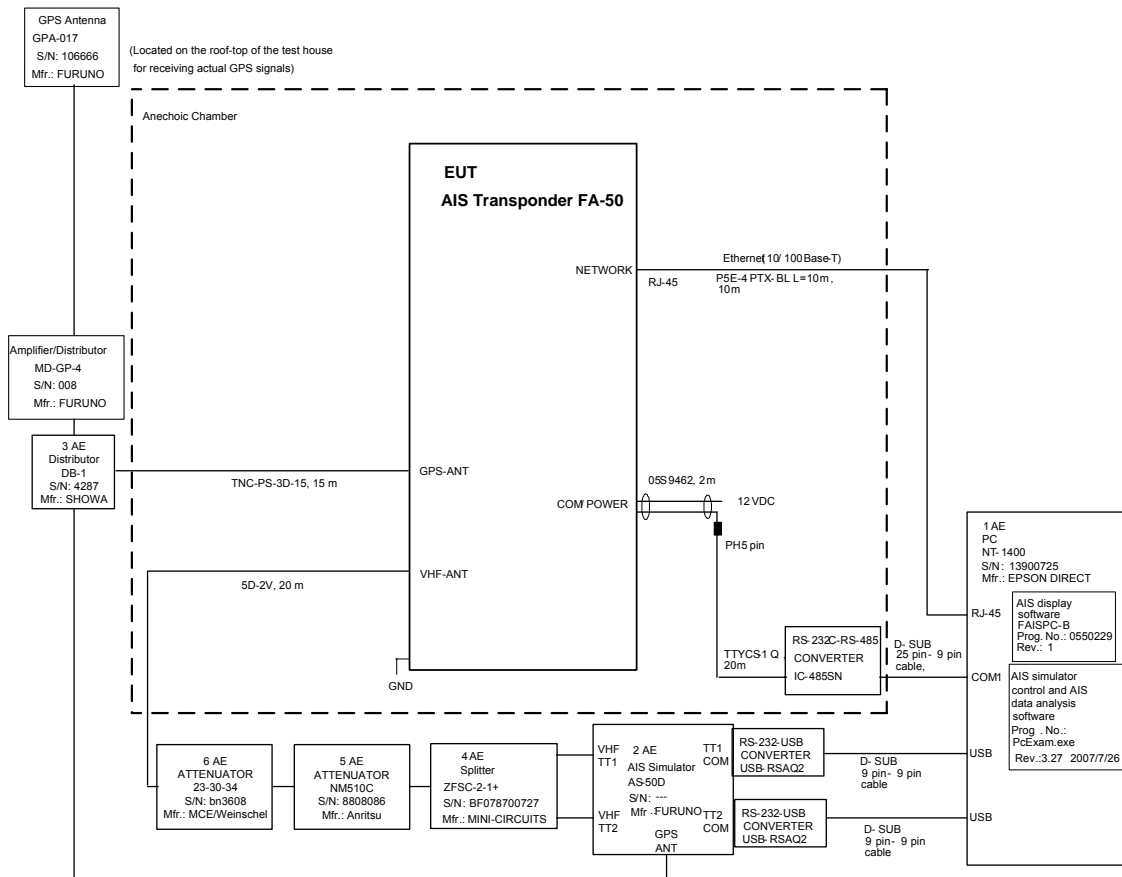 GPS Antenna
GPA-017
S/N: 106666
Mfr.: FURUNO
(Located on the roof-top of the test house
for receiving actual GPS signals)
Anechoic Chamber
EUT
AIS Transponder FA-50
NETWORK
RJ-45
Ethernet(10/100Base-T)
P5E-4PTX-BL L=10m,
10m
Amplifier/Distributor
MD-GP-4
S/N: 008
Mfr.: FURUNO
3 AE
Distributor
DB-1
S/N: 4287
Mfr.: SHOWA
TNC-PS-3D-15, 15 m
GPS-ANT
COM/POWER
05S9462, 2m
12VDC
PH5 pin
5D-2V, 20 m
VHF-ANT
GND
TTYCS-1 Q,
20m
RS-232C-RS-485
CONVERTER
IC-485SN
D-SUB
25 pin- 9 pin
cable,
1 AE
PC
NT-1400
S/N: 13900725
Mfr.: EPSON DIRECT
RJ-45
AIS display
software
FAISPC-B
Prog. No.: 0550229
Rev.: 1
COM1
AIS simulator
control and AIS
data analysis
software
Prog . No.:
PcExam.exe
Rev.:3.27 2007/7/26
USB
USB
6 AE
ATTENUATOR
23-30-34
S/N: bn3608
Mfr.: MCE/Weinschel
5 AE
ATTENUATOR
NM510C
S/N: 8808086
Mfr.: Anritsu
4 AE
Splitter
ZFSC-2-1+
S/N: BF078700727
Mfr.: MINI-CIRCUITS
VHF
TT1
VHF
TT2
2 AE
AIS Simulator
AS-50D
S/N: ---
Mfr.:FURUNO
GPS
ANT
TT1
COM
TT2
COM
RS-232-USB
CONVERTER
USB-RSAQ2
D-SUB
9 pin- 9 pin
cable
RS-232-USB
CONVERTER
USB-RSAQ2
D-SUB
9 pin- 9 pin
cable